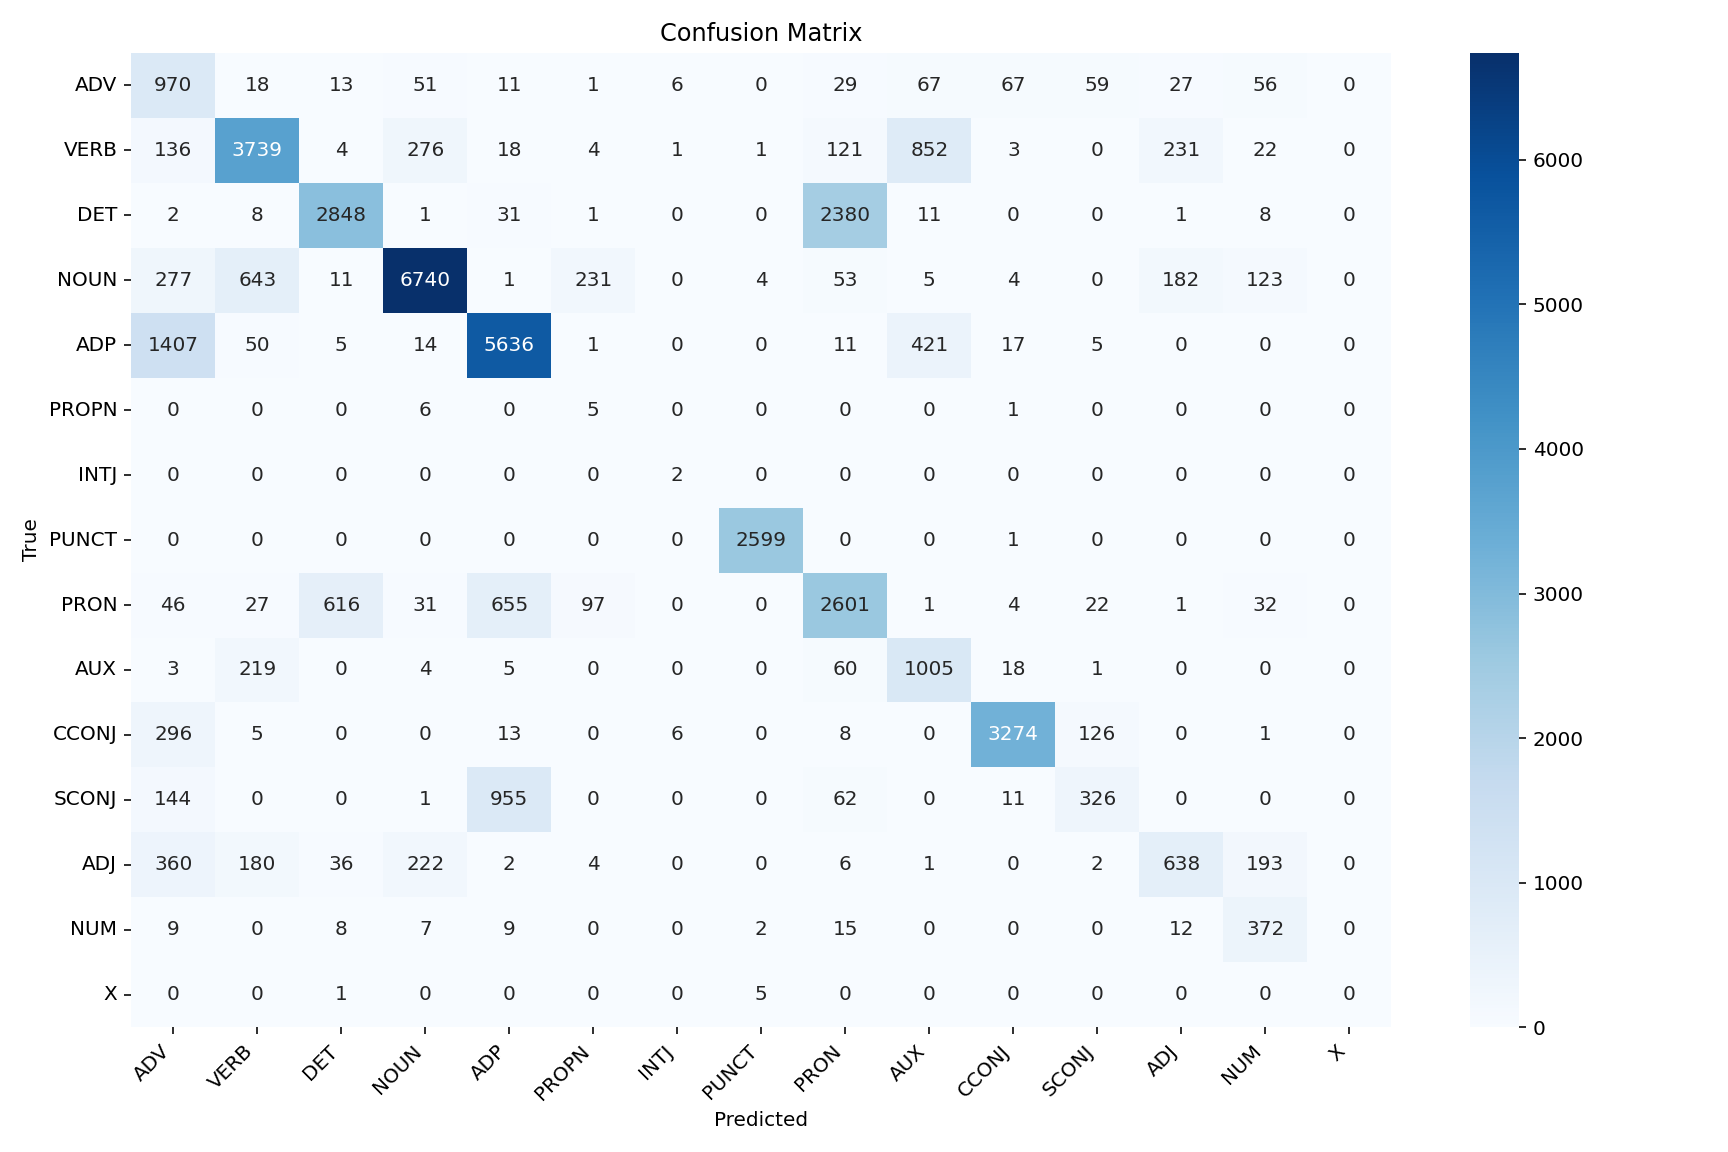 Confusion Matrix
ADV 970 18 13 51 11 1 6 0 29 67 67 59 27 56 0
VERB 136 3739 4 276 18 4 1 1 121 852 3 0 231 22 0
DET 2 8 2848 1 31 1 0 0 2380 11 0 0 1 8 0
NOUN 277 643 11 6740 1 231 0 4 53 5 4 0 182 123 0
ADP 1407 50 5 14 5636 1 0 0 11 421 17 5 0 0 0
PROPN 0 0 0 6 0 5 0 0 0 0 1 0 0 0 0
INTJ 0 0 0 0 0 0 2 0 0 0 0 0 0 0 0
PUNCT 0 0 0 0 0 0 0 2599 0 0 1 0 0 0 0
PRON 46 27 616 31 655 97 0 0 2601 1 4 22 1 32 0
AUX 3 219 0 4 5 0 0 0 60 1005 18 1 0 0 0
CCONJ 296 5 0 0 13 0 6 0 8 0 3274 126 0 1 0
SCONJ 144 0 0 1 955 0 0 0 62 0 11 326 0 0 0
ADJ 360 180 36 222 2 4 0 0 6 1 0 2 638 193 0
NUM 9 0 8 7 9 0 0 2 15 0 0 0 12 372 0
X 0 0 1 0 0 0 0 5 0 0 0 0 0 0 0
ADV VERB DET NOUN ADP PROPN INTJ PUNCT PRON AUX CCONJ SCONJ ADJ NUM X
Predicted
True
6000
5000
4000
3000
2000
1000
0